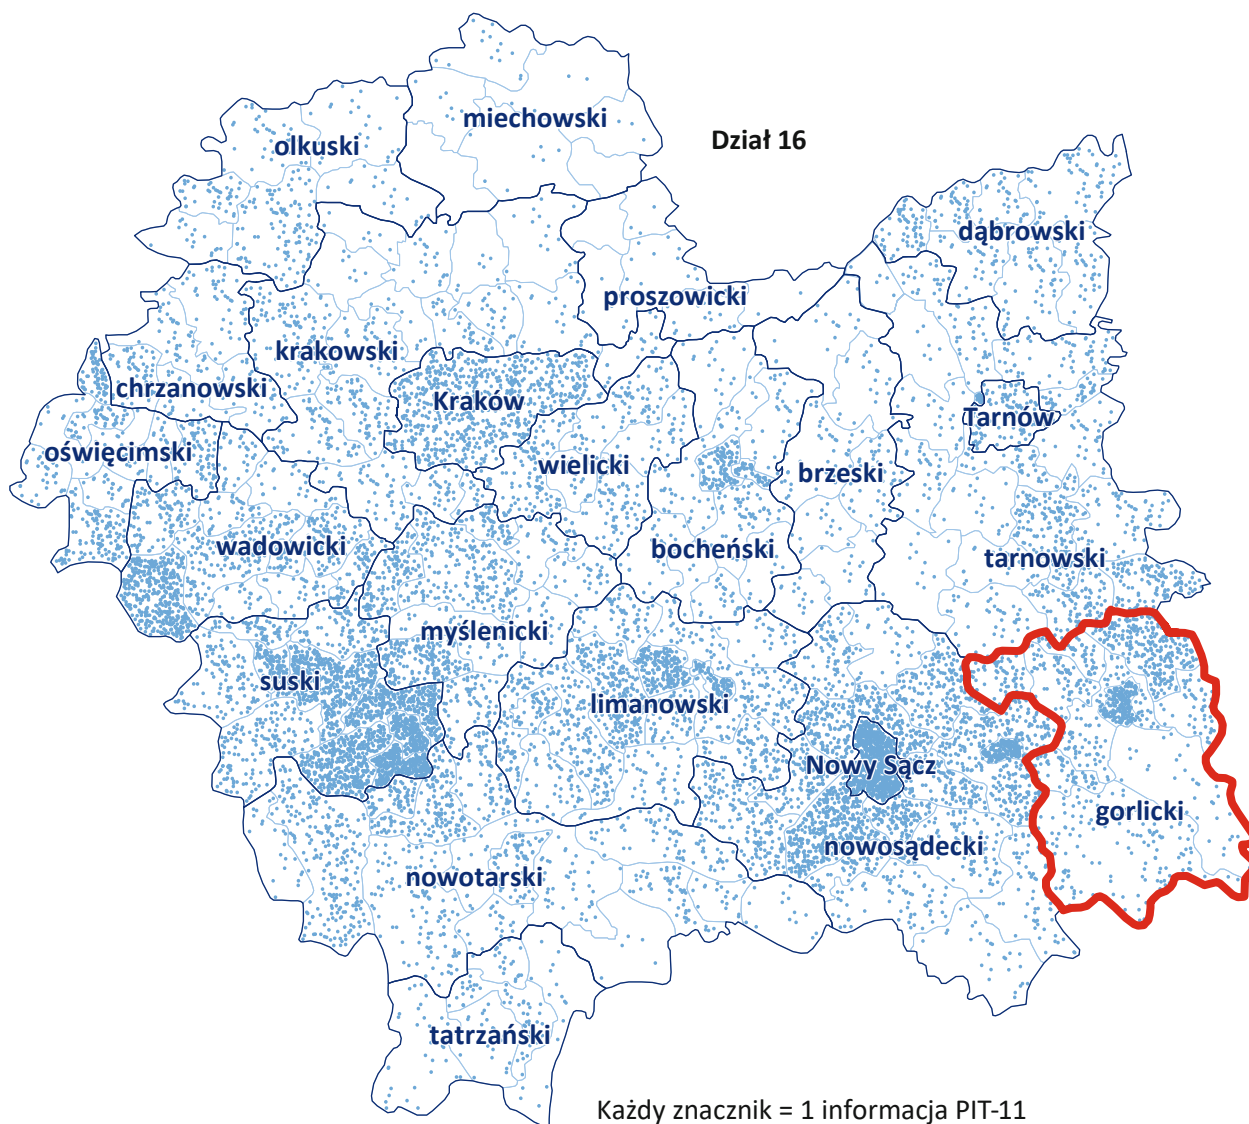 miechowski
Dział 16
olkuski
dąbrowski
proszowicki
krakowski
chrzanowski
Kraków
Tarnów
oświęcimski
wielicki
brzeski
wadowicki
bocheński
tarnowski
myślenicki
suski
limanowski
Nowy Sącz
gorlicki
nowosądecki
nowotarski
tatrzański
Każdy znacznik = 1 informacja PIT-11